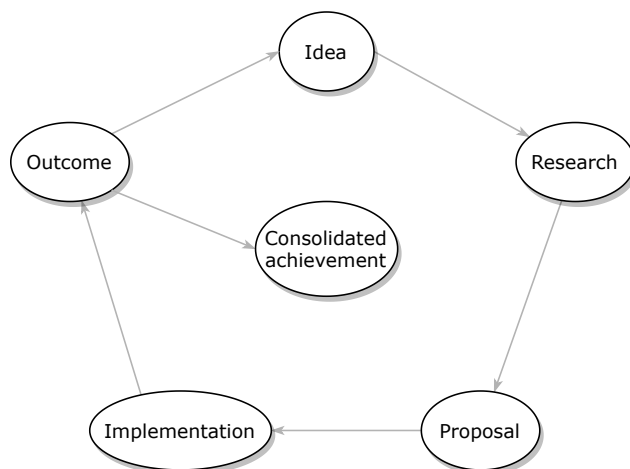 Idea
Outcome
Research
Consolidated
achievement
Implementation
Proposal